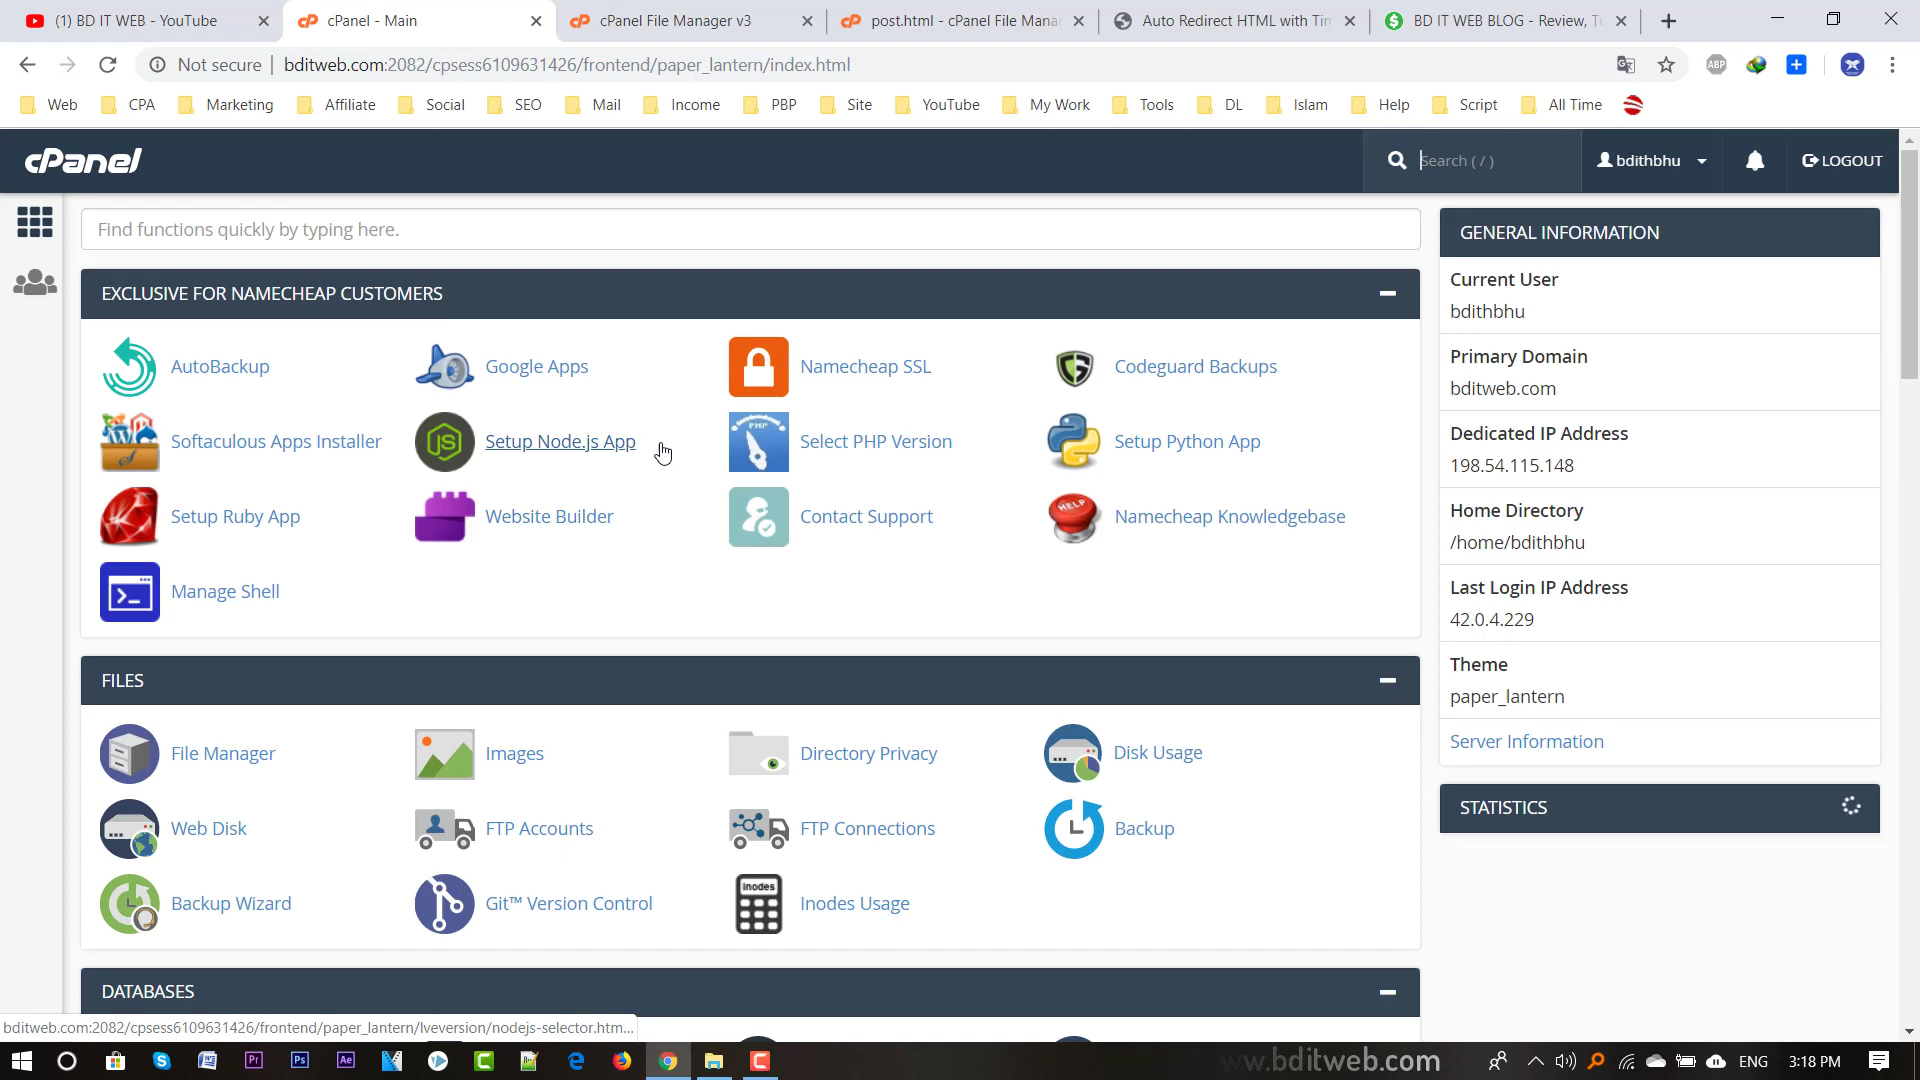 (1) BD IT WEB - YouTube
cPanel - Main
cPanel File Manager v3
post.html - cPanel File Mana
Auto Redirect HTML with Tim
BD IT WEB BLOG - Review, Tu
Not secure
bditweb.com:2082/cpsess6109631426/frontend/paper_lantern/index.html
ABP
Web
CPA
Marketing
Affiliate
Social
SEO
Mail
Income
PBP
Site
YouTube
My Work
Tools
DL
Islam
Help
Script
All Time
cPanel
Search ( / )
bdithbhu
LOGOUT
Find functions quickly by typing here.
EXCLUSIVE FOR NAMECHEAP CUSTOMERS
AutoBackup
Google Apps
Namecheap SSL
Codeguard Backups
Softaculous Apps Installer
Setup Node.js App
PHP
Select PHP Version
Setup Python App
Setup Ruby App
Website Builder
Contact Support
HELP
Namecheap Knowledgebase
Manage Shell
FILES
File Manager
Images
Directory Privacy
Disk Usage
Web Disk
FTP Accounts
FTP Connections
Backup
Backup Wizard
Git™ Version Control
Inodes
Inodes Usage
DATABASES
GENERAL INFORMATION
Current User
bdithbhu
Primary Domain
bditweb.com
Dedicated IP Address
198.54.115.148
Home Directory
/home/bdithbhu
Last Login IP Address
42.0.4.229
Theme
paper_lantern
Server Information
STATISTICS
bditweb.com:2082/cpsess6109631426/frontend/paper_lantern/lveversion/nodejs-selector.htm...
www.bditweb.com
ENG
3:18 PM